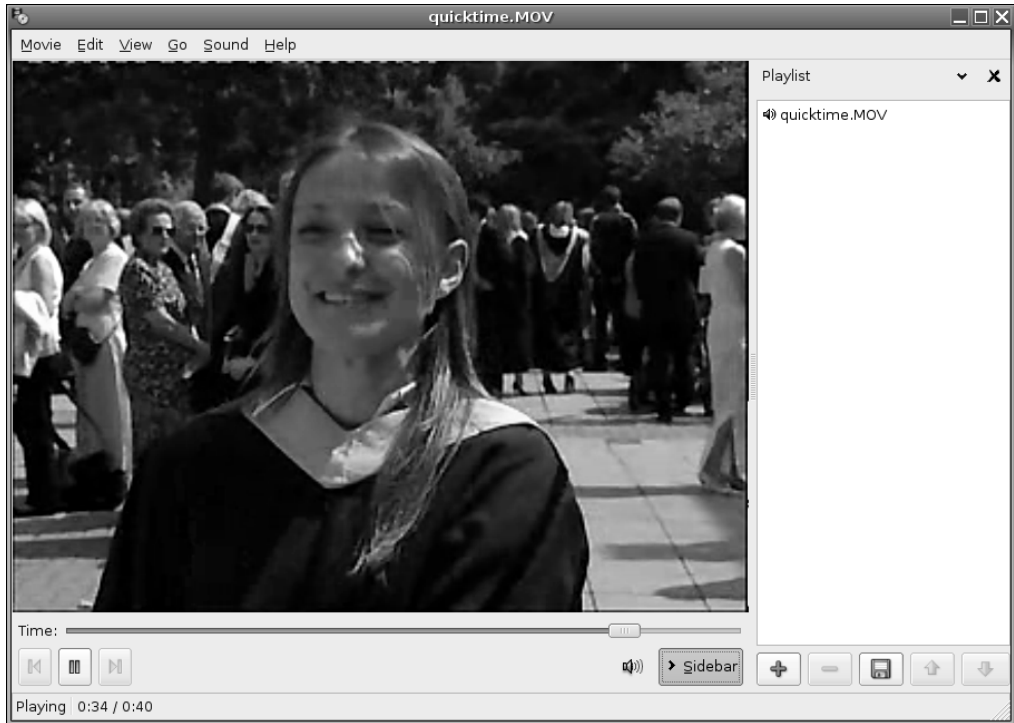 quicktime.MOV
Movie Edit View Go Sound Help
Playlist
quicktime.MOV
Time:
Sidebar
Playing 0:34 / 0:40